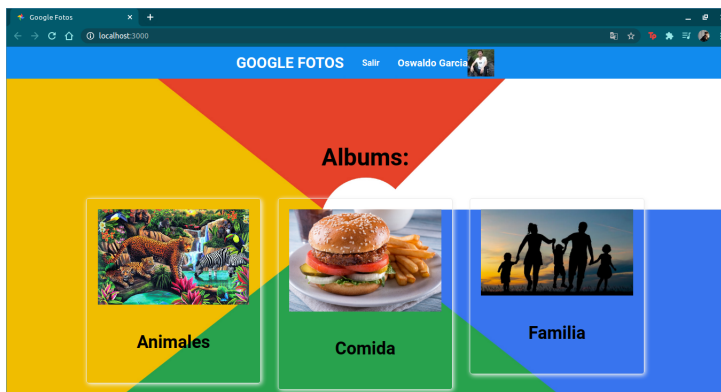 Google Fotos
localhost:3000
GOOGLE FOTOS Salir Oswaldo Garcia
Albums:
Animales
Comida
Familia